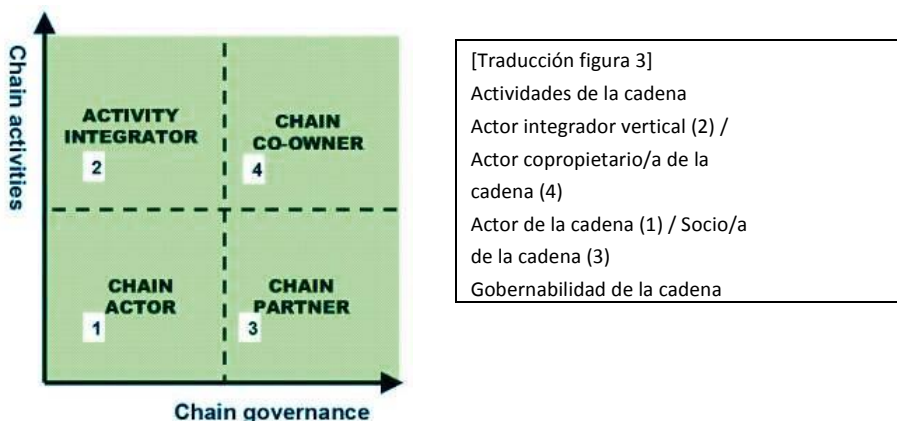 Chain activities
ACTIVITY
INTEGRATOR
2
CHAIN
CO-OWNER
4
CHAIN
ACTOR
1
CHAIN
PARTNER
3
Chain governance
[Traducción figura 3]
Actividades de la cadena
Actor integrador vertical (2) /
Actor copropietario/a de la
cadena (4)
Actor de la cadena (1) / Socio/a
de la cadena (3)
Gobernabilidad de la cadena